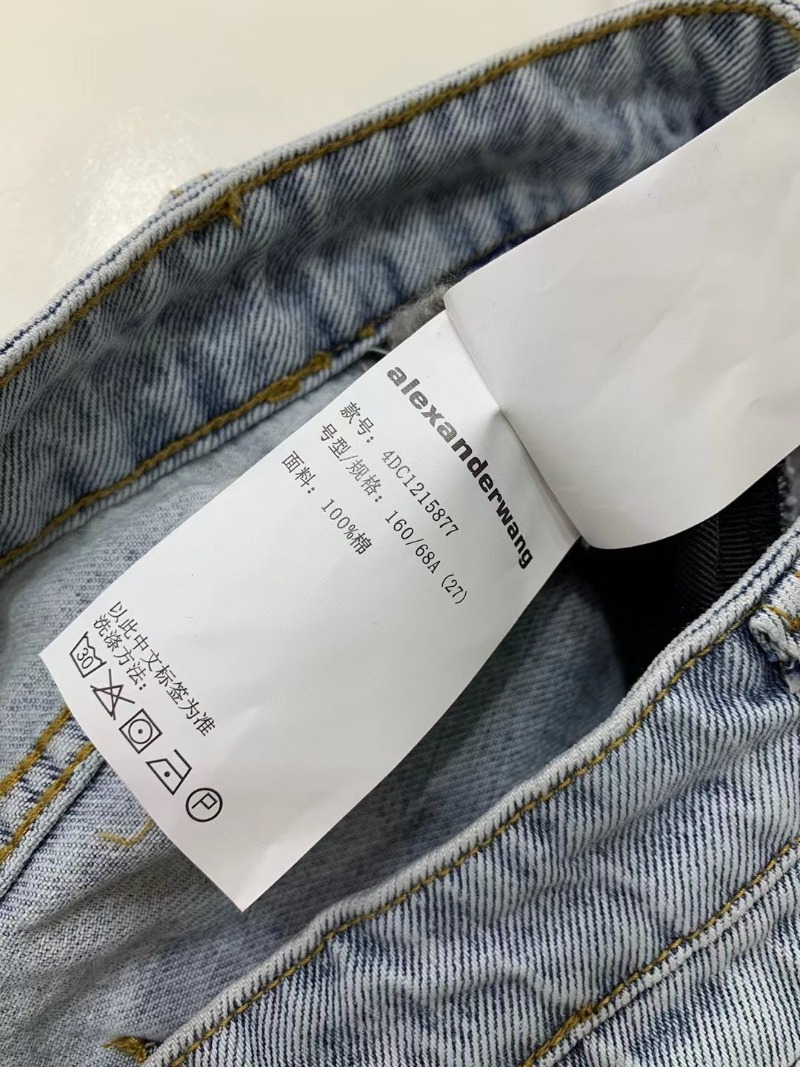 alexanderwang
款号: 4DC1215877
号型/规格: 160/68A (27)
面料: 100%棉
以此中文标签为准
洗涤方法:
30
P